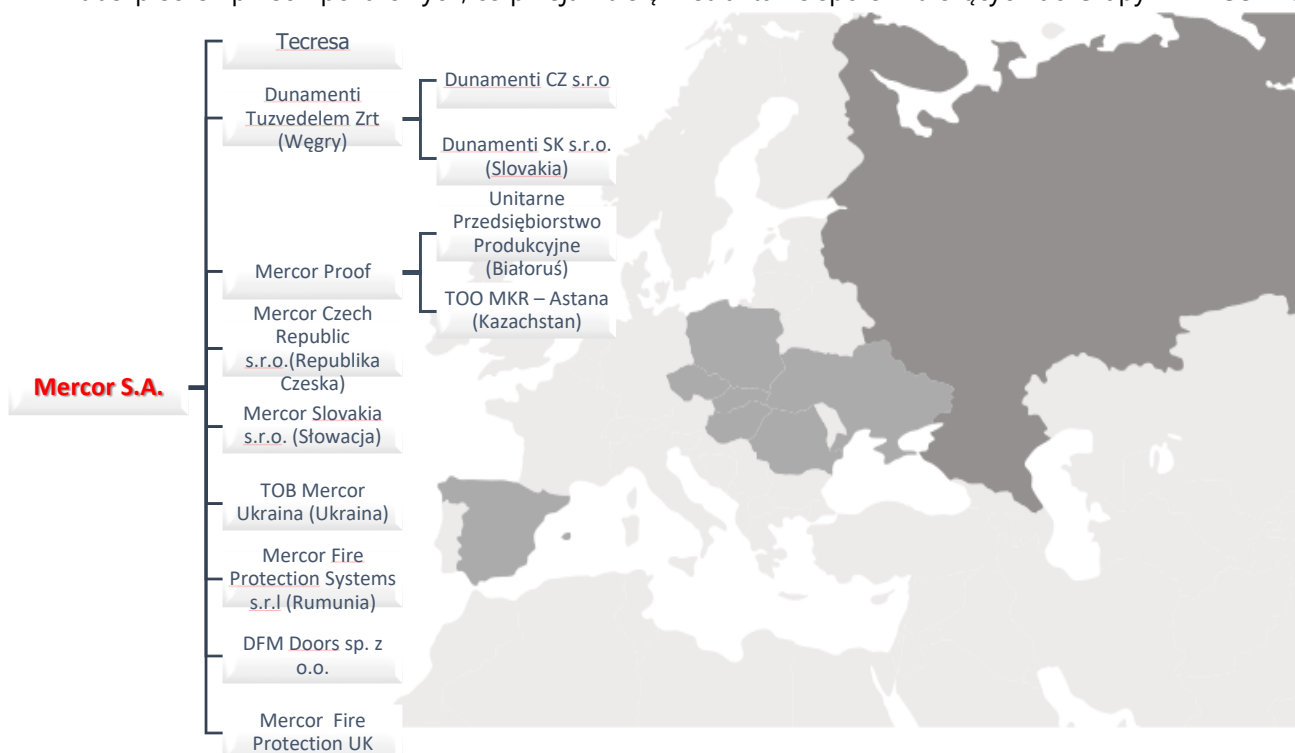 Tecresa
Dunamenti
Tuzvedelem Zrt
(Węgry)
Dunamenti CZ s.r.o
Dunamenti SK s.r.o.
(Slovakia)
Mercor Proof
Unitarne
Przedsiębiorstwo
Produkcyjne
(Białoruś)
TOO MKR – Astana
(Kazachstan)
Mercor Czech
Republic
s.r.o.(Republika
Czeska)
Mercor S.A.
Mercor Slovakia
s.r.o. (Słowacja)
TOB Mercor
Ukraina (Ukraina)
Mercor Fire
Protection Systems
s.r.l (Rumunia)
DFM Doors sp. z
o.o.
Mercor Fire
Protection UK